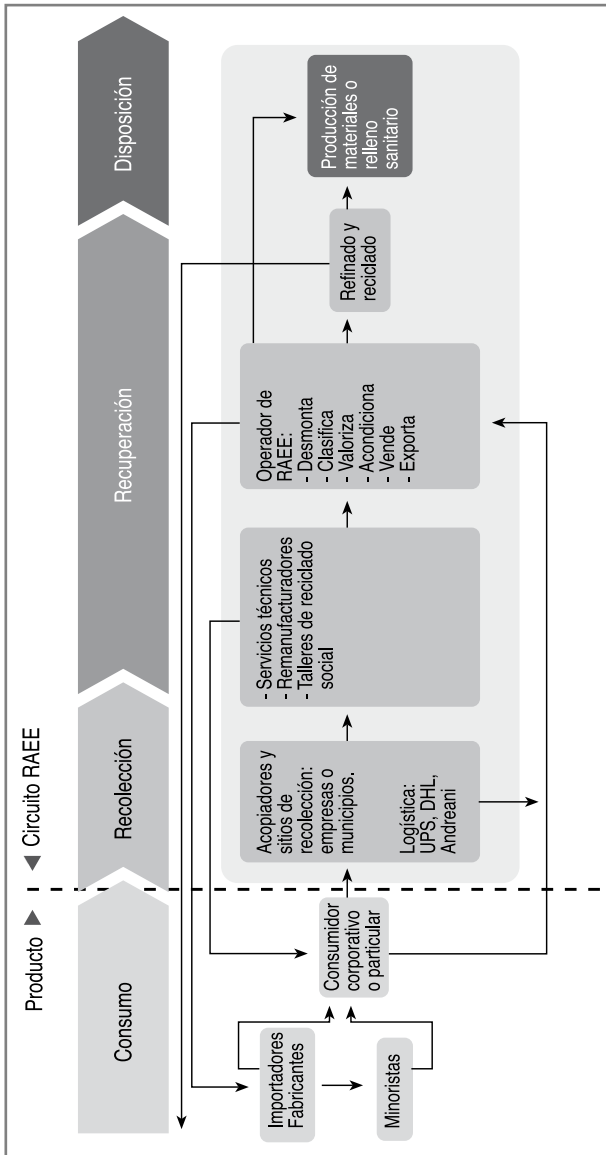 Producto ▶
◀ Circuito RAEE
Consumo
Recolección
Recuperación
Disposición
Importadores
Fabricantes
Minoristas
Consumidor
corporativo
o particular
Acopiadores y
sitios de
recolección:
empresas o
municipios.
Logística:
UPS, DHL,
Andreani
- Servicios técnicos
- Remanufacturadores
- Talleres de reciclado
social
Operador de
RAEE:
- Desmonta
- Clasifica
- Valoriza
- Acondiciona
- Vende
- Exporta
Refinado y
reciclado
Producción de
materiales o
relleno
sanitario